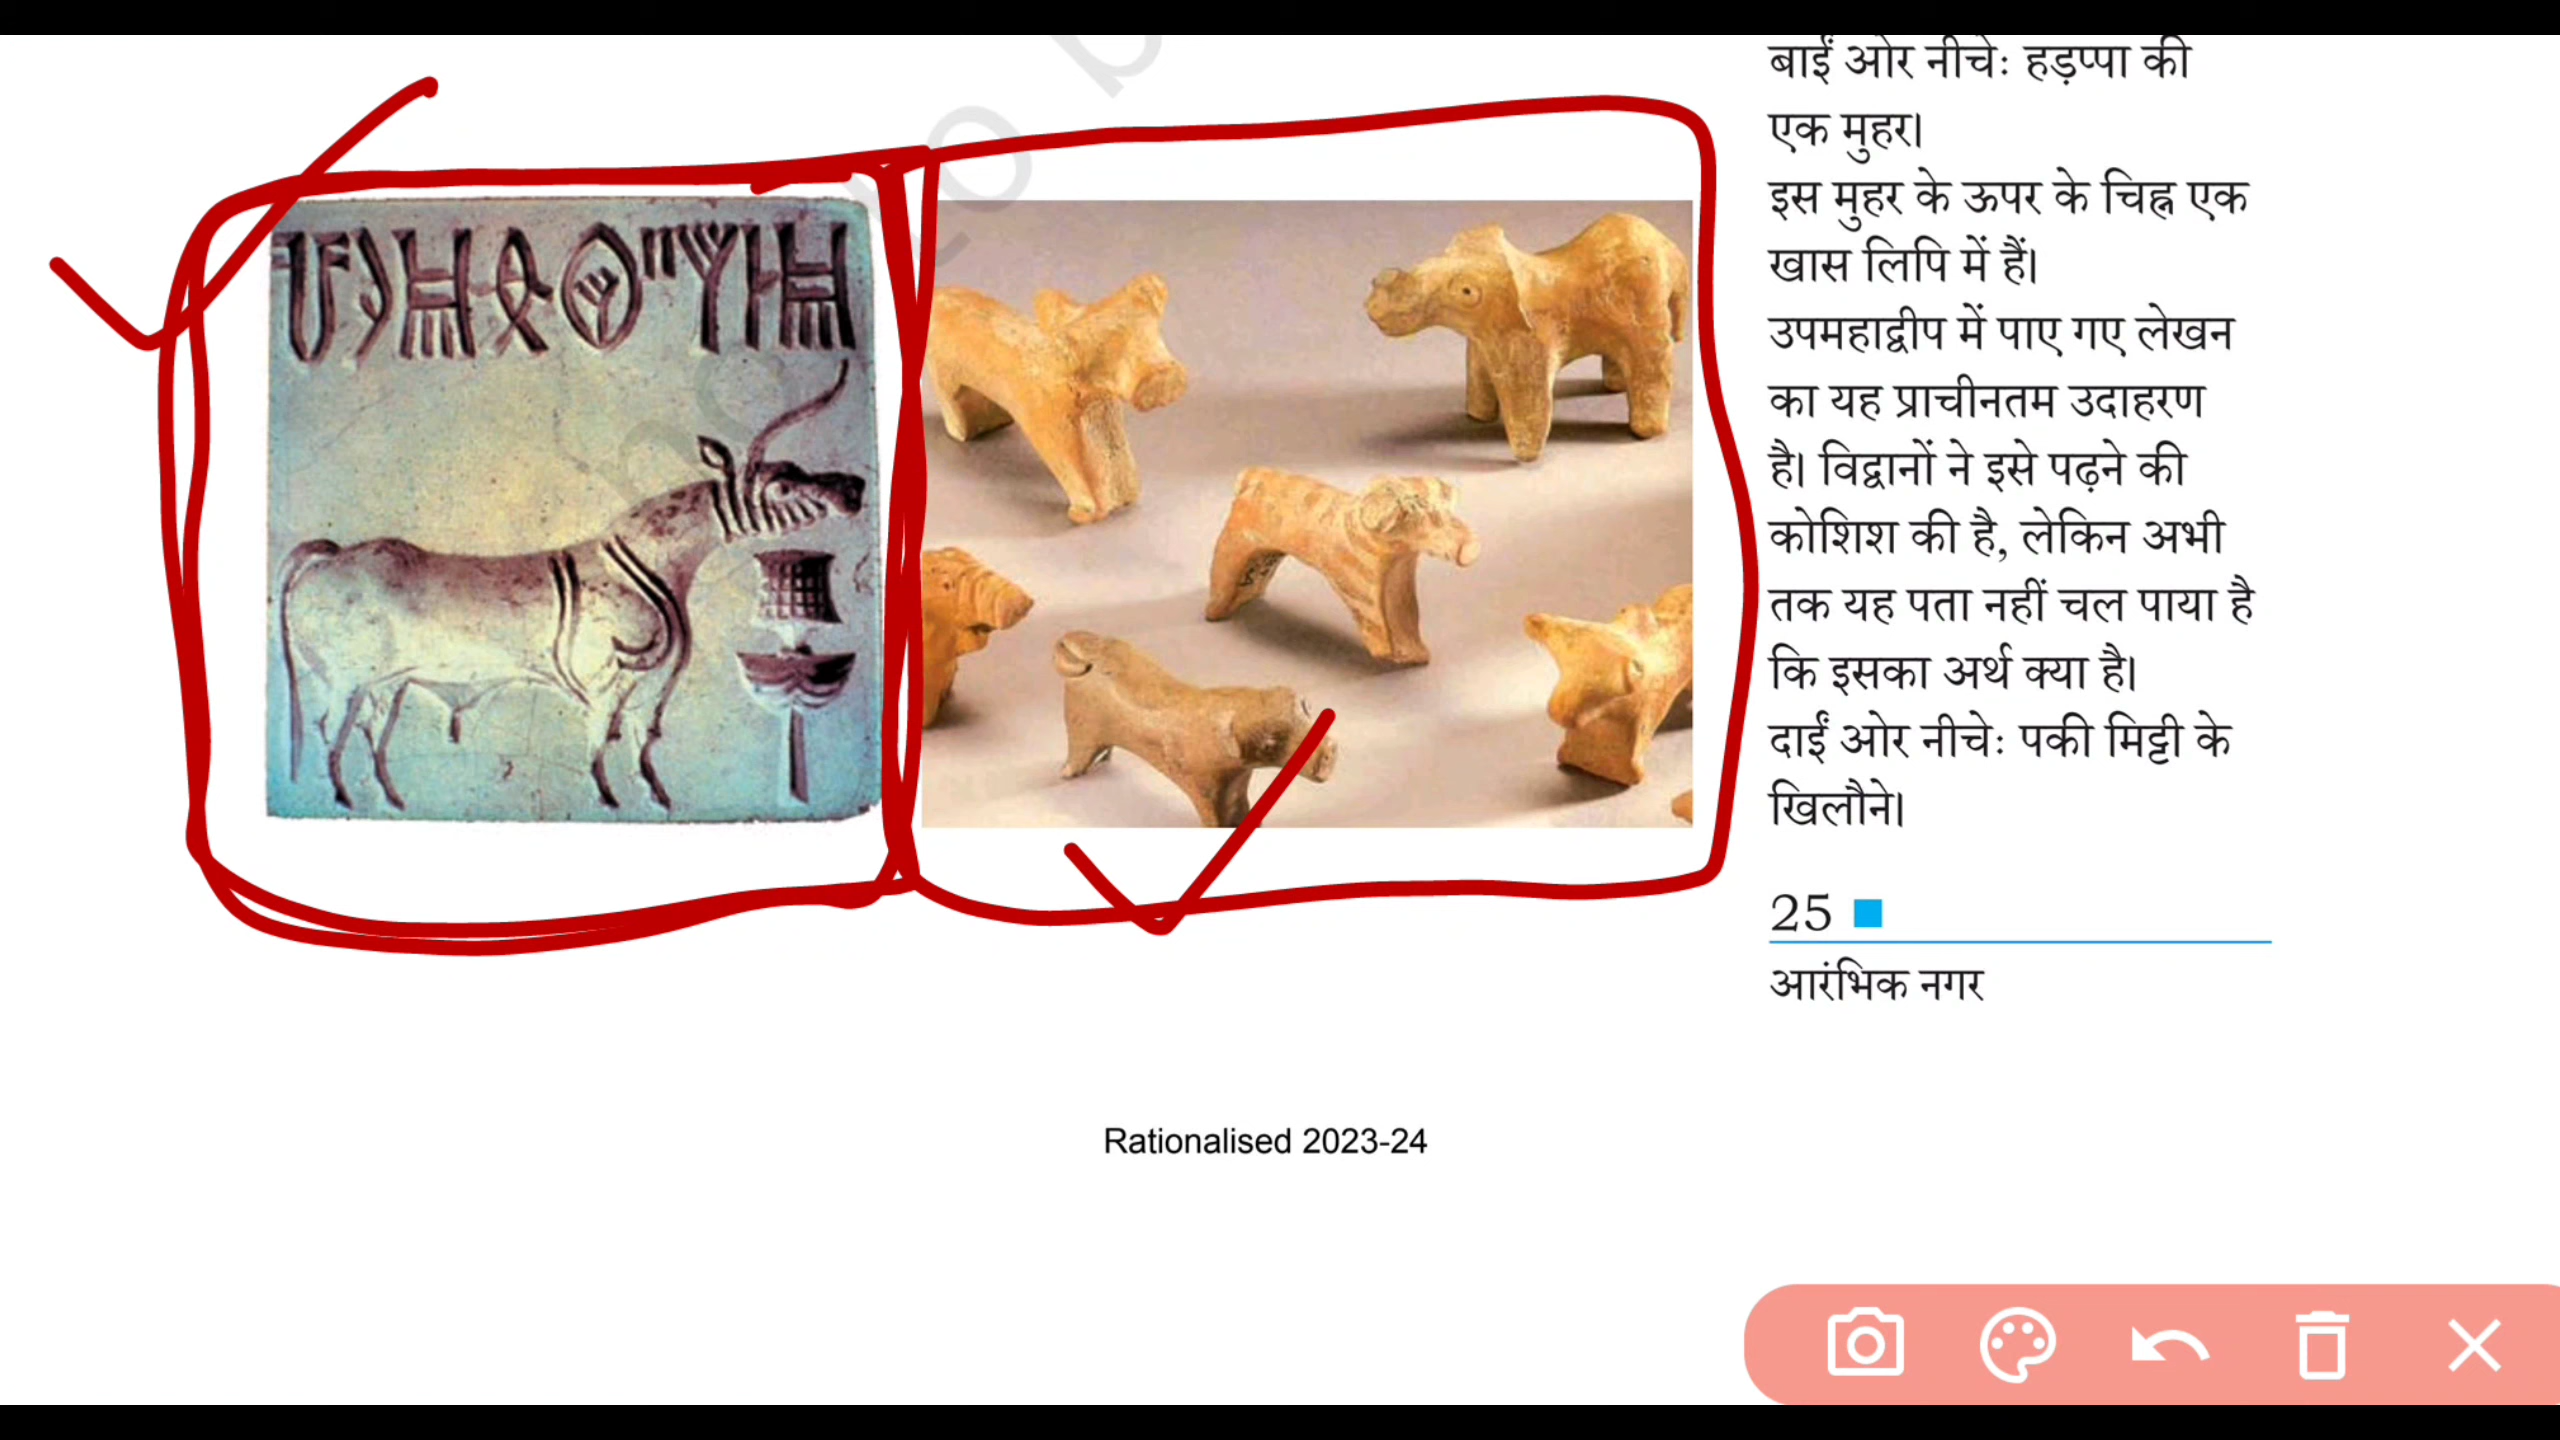 बाईं ओर नीचेः हड़प्पा की
एक मुहर।
इस मुहर के ऊपर के चिह्न एक
खास लिपि में हैं।
उपमहाद्वीप में पाए गए लेखन
का यह प्राचीनतम उदाहरण
है। विद्वानों ने इसे पढ़ने की
कोशिश की है, लेकिन अभी
तक यह पता नहीं चल पाया है
कि इसका अर्थ क्या है।
दाईं ओर नीचेः पकी मिट्टी के
खिलौने।
25
आरंभिक नगर
Rationalised 2023-24